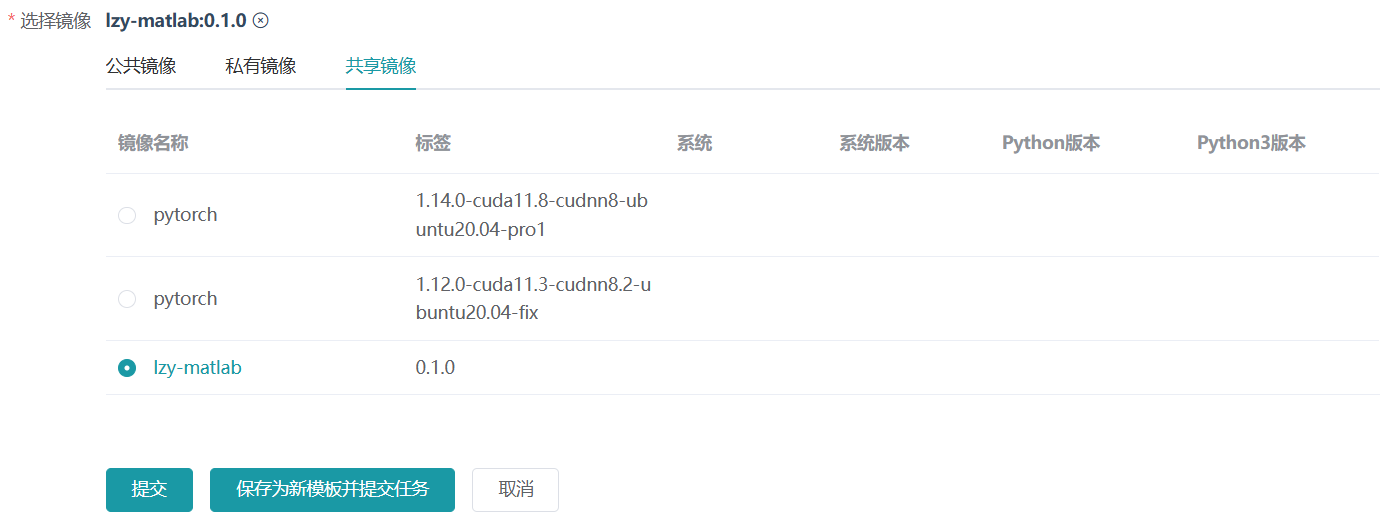 * 选择镜像 lzy-matlab:0.1.0
公共镜像 私有镜像 共享镜像
镜像名称 标签 系统 系统版本 Python版本 Python3版本
pytorch 1.14.0-cuda11.8-cudnn8-ub
untu20.04-pro1
pytorch 1.12.0-cuda11.3-cudnn8.2-u
buntu20.04-fix
lzy-matlab 0.1.0
提交 保存为新模板并提交任务 取消